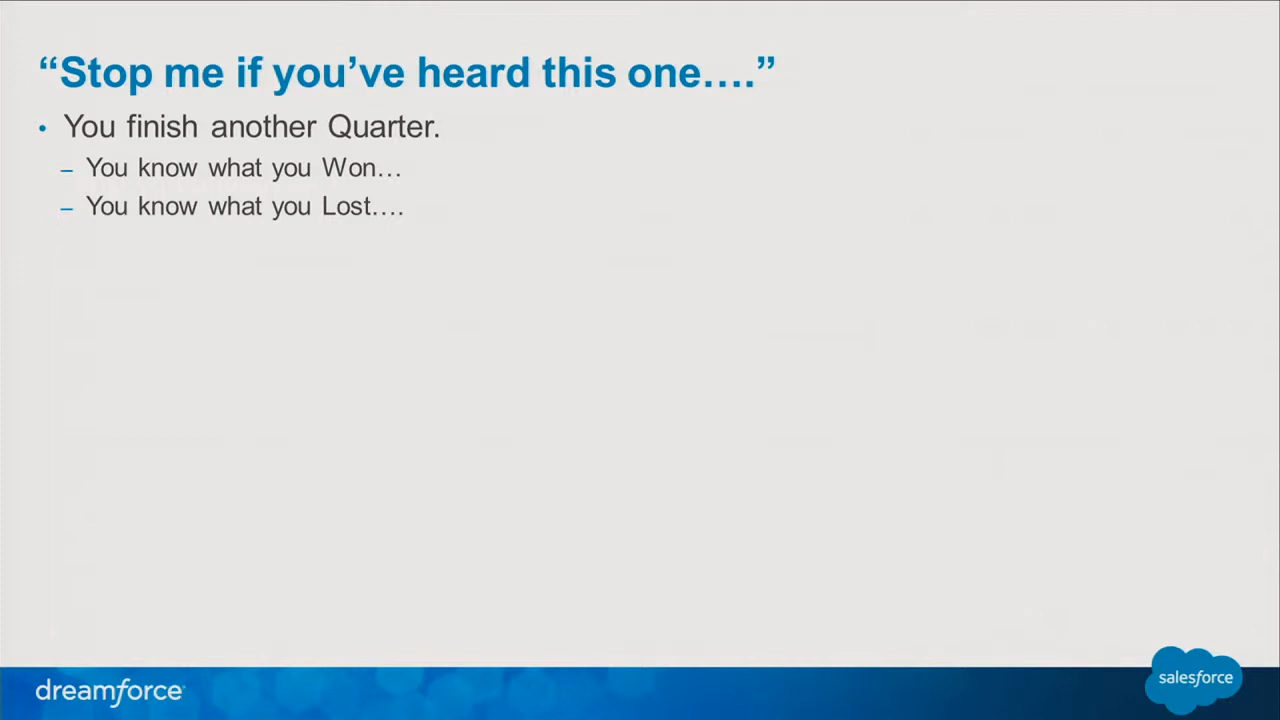 “Stop me if you’ve heard this one….”
• You finish another Quarter.
– You know what you Won…
– You know what you Lost….
dreamforce
salesforce